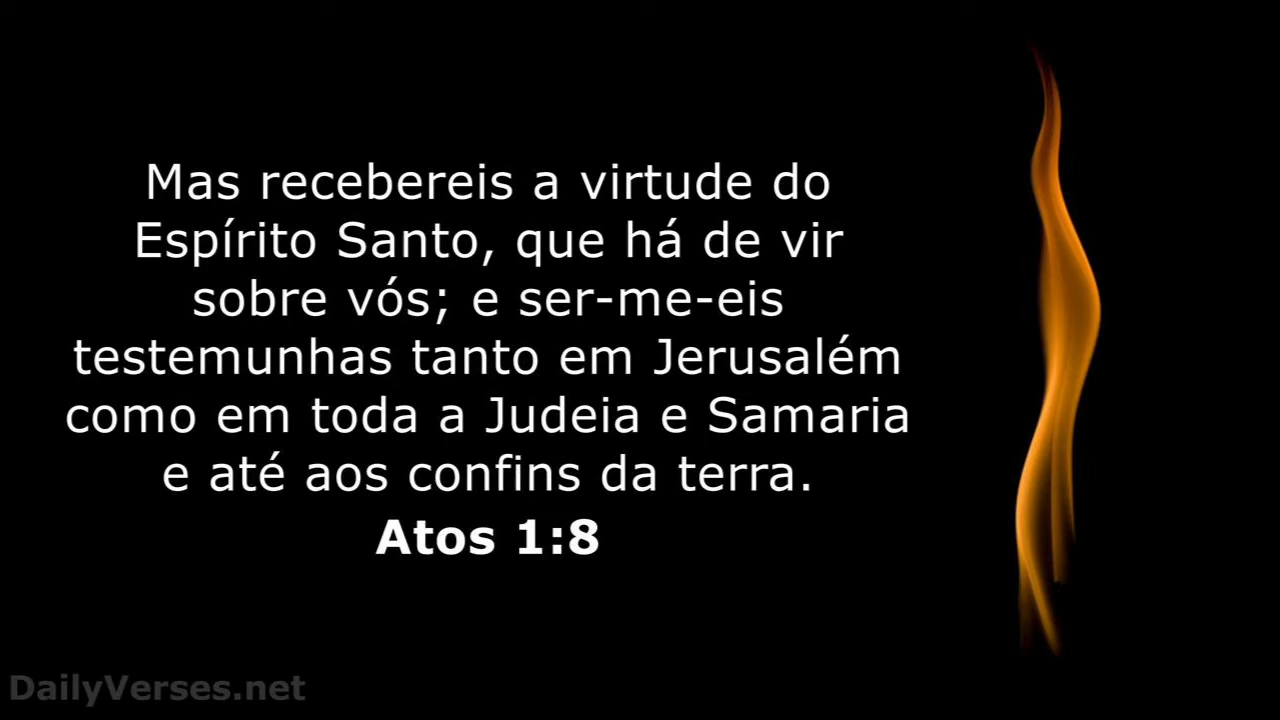 Mas recebereis a virtude do
Espírito Santo, que há de vir
sobre vós; e ser-me-eis
testemunhas tanto em Jerusalém
como em toda a Judeia e Samaria
e até aos confins da terra.
Atos 1:8
DailyVerses.net